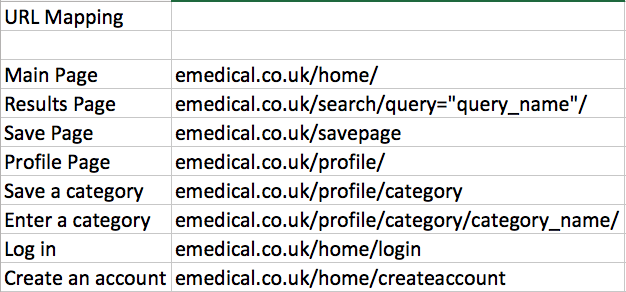 URL Mapping
Main Page emedical.co.uk/home/
Results Page emedical.co.uk/search/query="query_name"/
Save Page emedical.co.uk/savepage
Profile Page emedical.co.uk/profile/
Save a category emedical.co.uk/profile/category
Enter a category emedical.co.uk/profile/category/category_name/
Log in emedical.co.uk/home/login
Create an account emedical.co.uk/home/createaccount